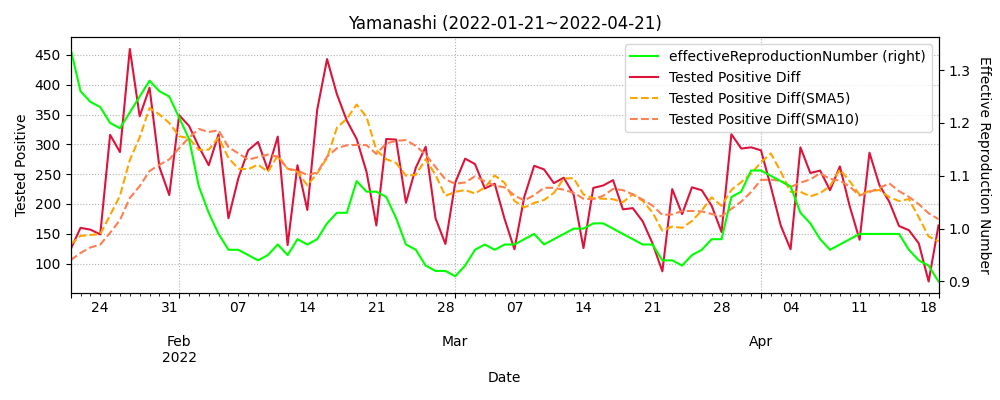 Yamanashi (2022-01-21~2022-04-21)
effectiveReproductionNumber (right)
Tested Positive Diff
Tested Positive Diff(SMA5)
Tested Positive Diff(SMA10)
Tested Positive
450
400
350
300
250
200
150
100
1.3
1.2
1.1
1.0
0.9
Effective Reproduction Number
24 31 07 14 21 28 07 14 21 28 04 11 18
Feb Mar Apr
2022
Date